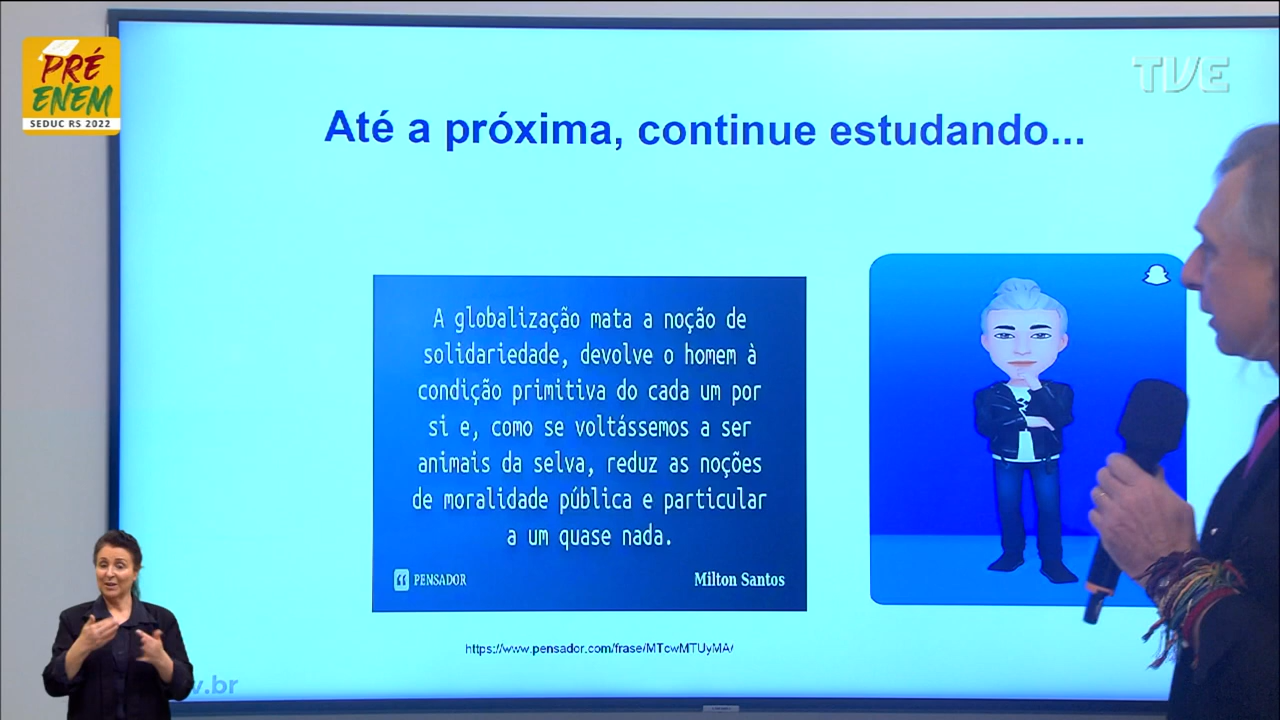 PRÉ
ENEM
SEDUC RS 2022
TVE
Até a próxima, continue estudando...
A globalização mata a noção de
solidariedade, devolve o homem à
condição primitiva do cada um por
si e, como se voltássemos a ser
animais da selva, reduz as noções
de moralidade pública e particular
a um quase nada.
PENSADOR
Milton Santos
https://www.pensador.com/frase/MTcwMTUyMA/
v.br